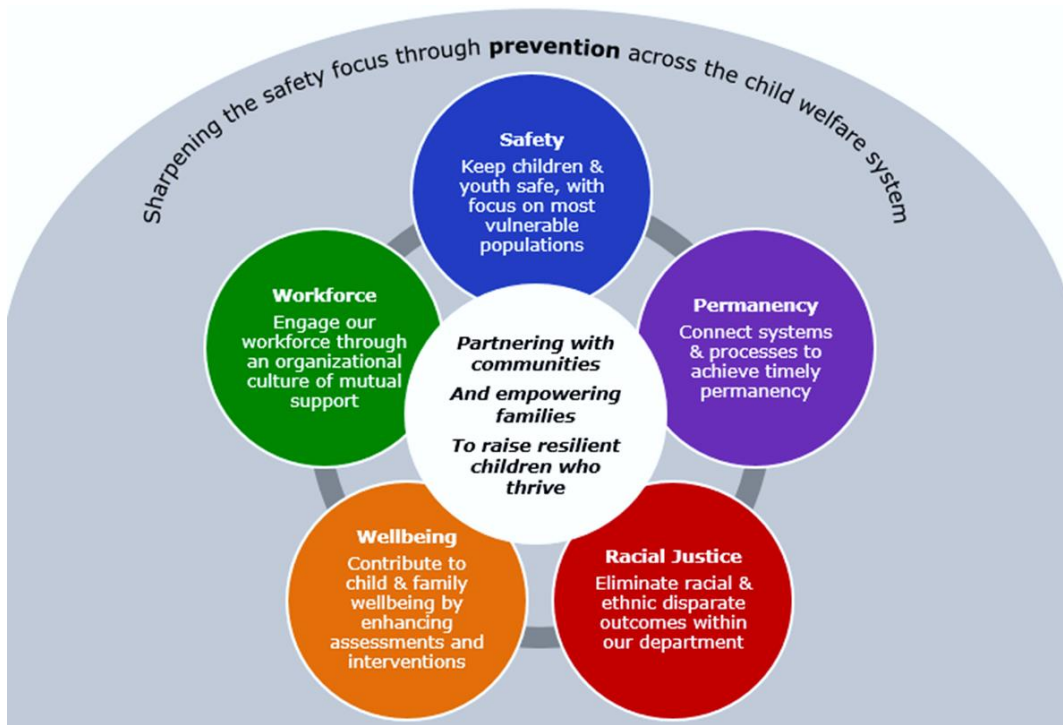 Sharpening the safety focus through prevention across the child welfare system
Safety
Keep children &
youth safe, with
focus on most
vulnerable
populations
Workforce
Engage our
workforce through
an organizational
culture of mutual
support
Partnering with
communities
And empowering
families
To raise resilient
children who
thrive
Permanency
Connect systems
& processes to
achieve timely
permanency
Wellbeing
Contribute to
child & family
wellbeing by
enhancing
assessments and
interventions
Racial Justice
Eliminate racial &
ethnic disparate
outcomes within
our department